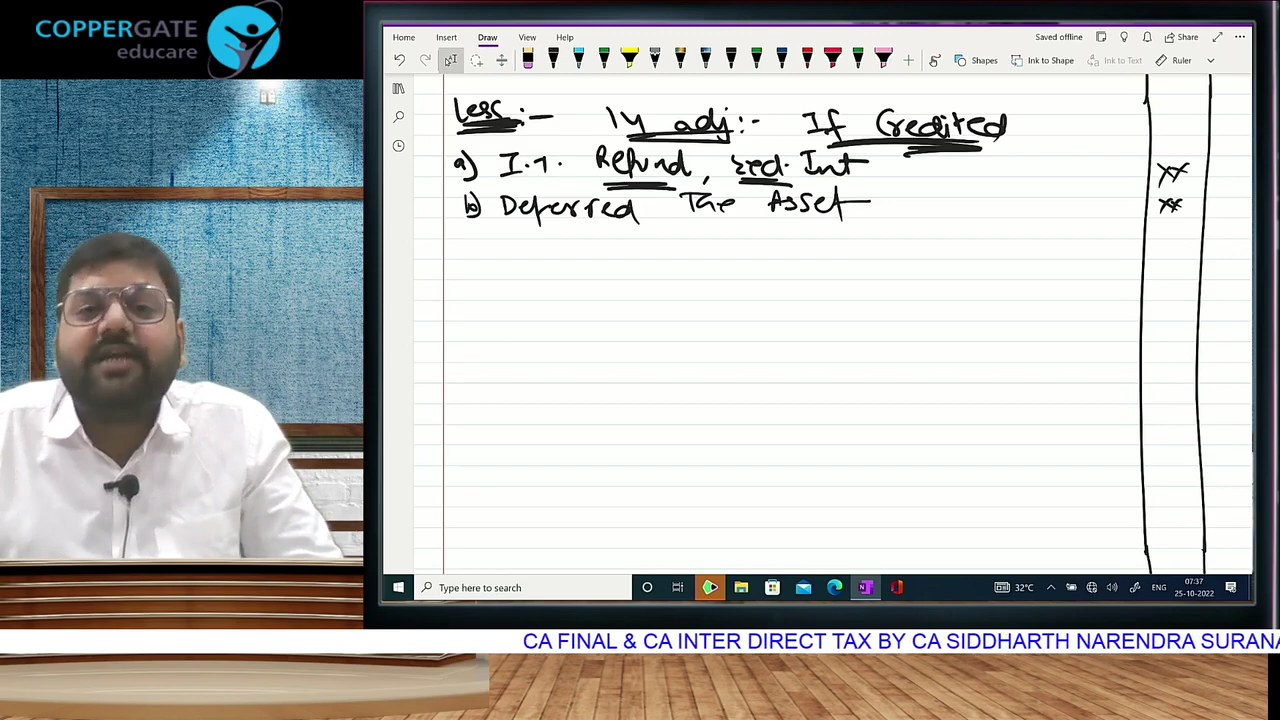 COPPERGATE
educare
Home Insert Draw View Help
Saved offline
Share
Shapes
Ink to Shape
Ink to Text
Ruler
Less:- adj:- If Credited
a) I.T. Refund, Int xx
b) Deferred Tax Asset xx
Type here to search
32°C
ENG
07:37
25-10-2022
CA FINAL & CA INTER DIRECT TAX BY CA SIDDHARTH NARENDRA SURANA